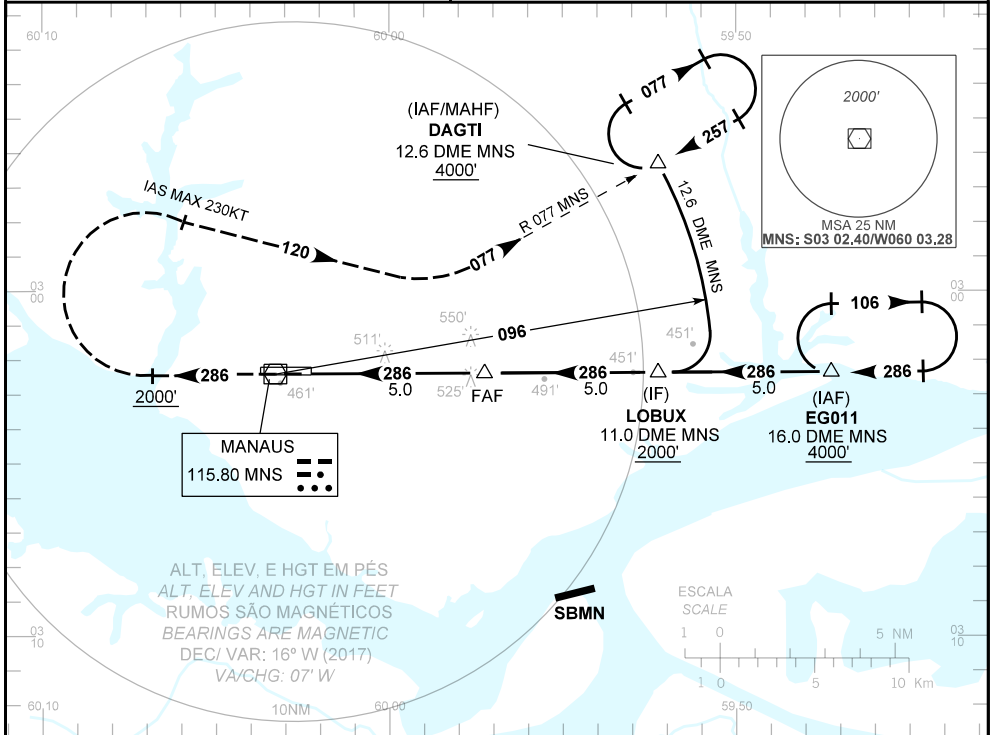 60 10
60 00
59 50
(IAF/MAHF)
DAGTI
12.6 DME MNS
4000'
077
257
2000'
MSA 25 NM
MNS: S03 02.40/W060 03.28
IAS MAX 230KT
R 077 MNS
12.6 DME MNS
120
077
03
00
03
00
096
550'
511'
451'
451'
106
286
286
286
286
286
2000'
461'
5.0
525'
FAF
491'
5.0
5.0
(IF)
LOBUX
11.0 DME MNS
2000'
(IAF)
EG011
16.0 DME MNS
4000'
MANAUS
115.80 MNS
ALT, ELEV, E HGT EM PÉS
ALT, ELEV AND HGT IN FEET
RUMOS SÃO MAGNÉTICOS
BEARINGS ARE MAGNETIC
DEC/ VAR: 16º W (2017)
VA/CHG: 07' W
SBMN
ESCALA
SCALE
1 0 5 NM
1 0 5 10 Km
03
10
03
10
60 10
10NM
60 00
59 50